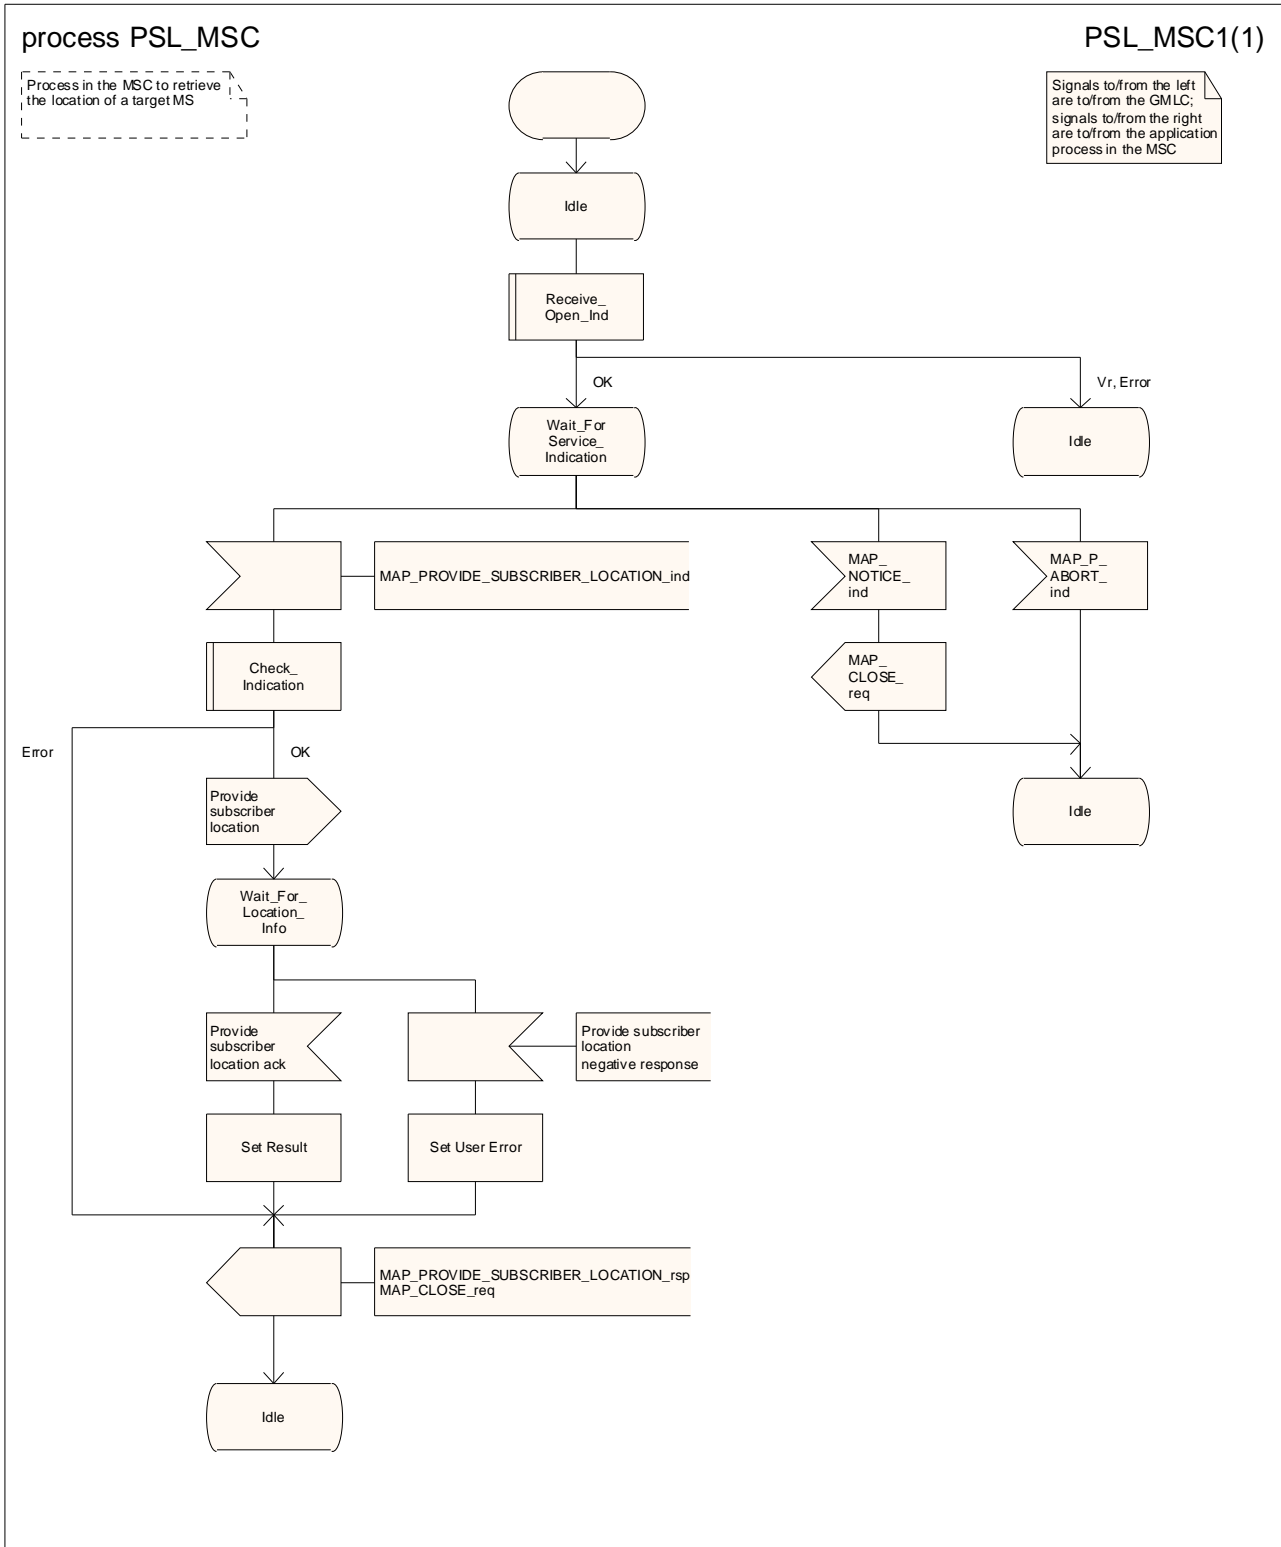 process PSL_MSC
PSL_MSC1(1)
Process in the MSC to retrieve
the location of a target MS
Signals to/from the left
are to/from the GMLC;
signals to/from the right
are to/from the application
process in the MSC
Idle
Receive_
Open_Ind
OK
Vr, Error
Wait_For
Service_
Indication
Idle
MAP_PROVIDE_SUBSCRIBER_LOCATION_ind
MAP_
NOTICE_
ind
MAP_P_
ABORT_
ind
Check_
Indication
MAP_
CLOSE_
req
Error
OK
Provide
subscriber
location
Idle
Wait_For_
Location_
Info
Provide
subscriber
location ack
Provide subscriber
location
negative response
Set Result
Set User Error
MAP_PROVIDE_SUBSCRIBER_LOCATION_rsp
MAP_CLOSE_req
Idle